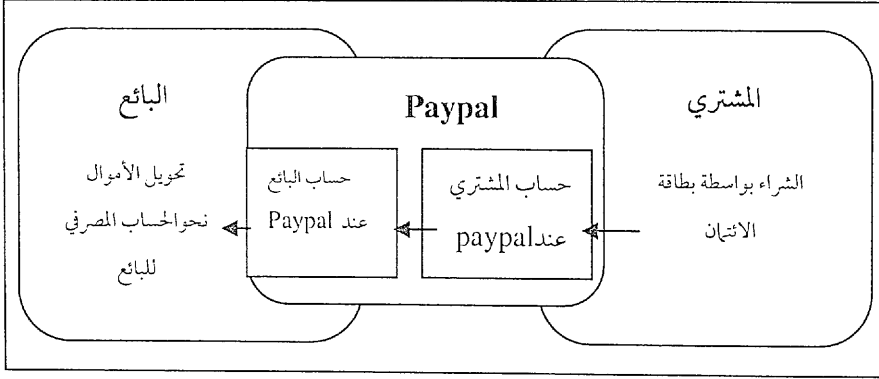 المشتري
الشراء بواسطة بطاقة
الائتمان
Paypal
حساب المشتري
عندpaypal
حساب البائع
عند Paypal
البائع
تحويل الأموال
نحوالحساب المصرفي
للبائع